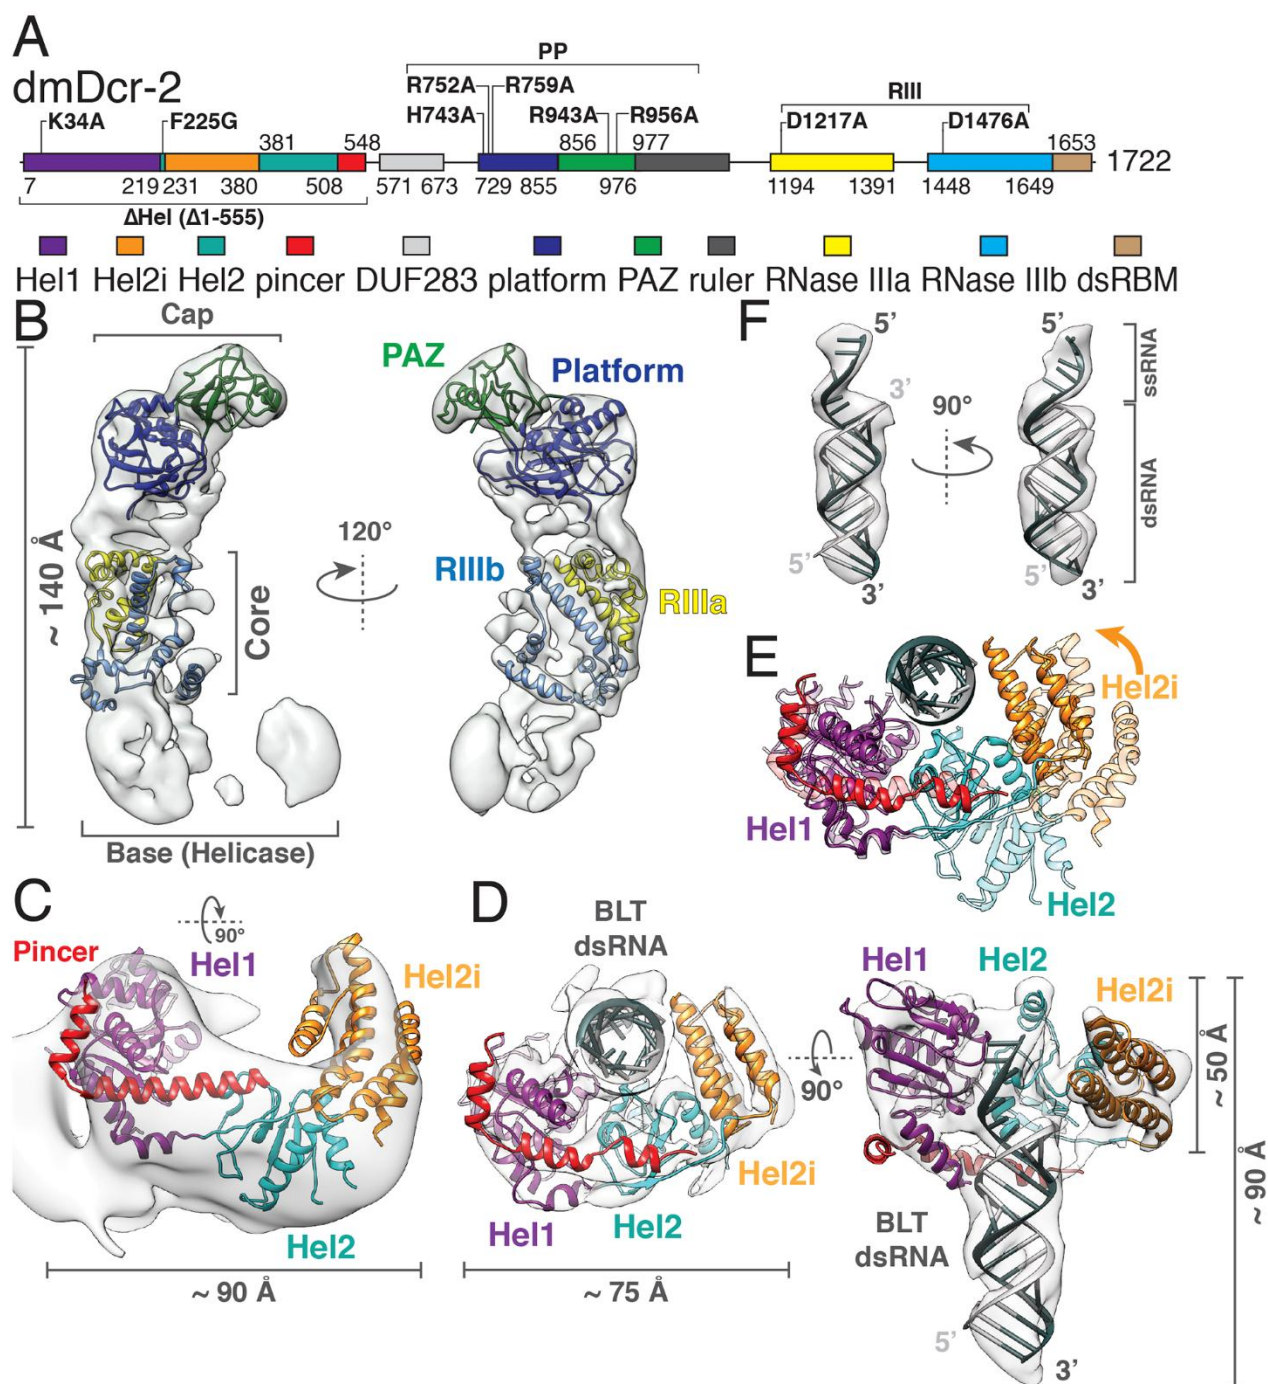 A
dmDcr-2
PP
R752A R759A
RIII
K34A F225G H743A R943A R956A D1217A D1476A
381 548 856 977 1653
1722
7 219 231 380 508 571 673 729 855 976 1194 1391 1448 1649
ΔHel (Δ1-555)
Hel1 Hel2i Hel2 pincer DUF283 platform PAZ ruler RNase IIIa RNase IIIb dsRBM
B
Cap
PAZ
Platform
~ 140 Å
120°
RIIIb
RIIIa
Core
Base (Helicase)
F
5’ 5’
3’
90°
ssRNA
dsRNA
5’ 5’
3’ 3’
E
Hel2i
Hel1
Hel2
C
90°
Pincer
Hel1
Hel2i
Hel2
~ 90 Å
D
BLT
dsRNA
Hel2i
Hel1 Hel2
~ 75 Å
90°
Hel1 Hel2
Hel2i
~ 50 Å
~ 90 Å
BLT
dsRNA
5’
3’